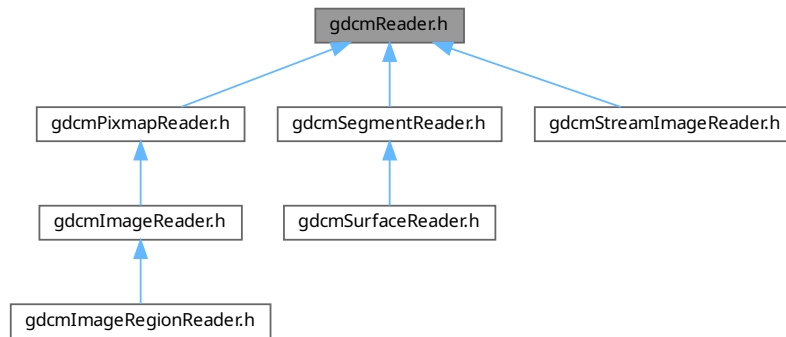 gdcmReader.h
gdcmPixmapReader.h
gdcmSegmentReader.h
gdcmStreamImageReader.h
gdcmImageReader.h
gdcmSurfaceReader.h
gdcmImageRegionReader.h